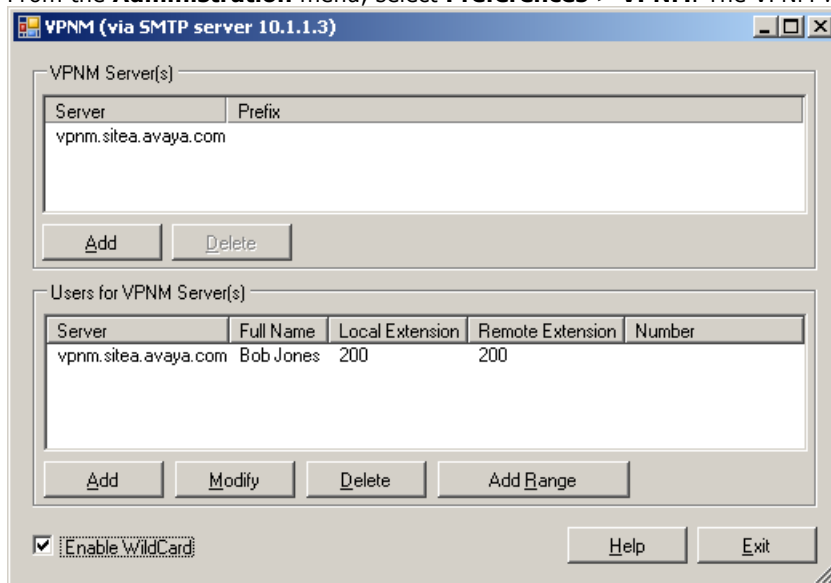 From the Administration menu, select Preferences > VPNM. The VPNM
VPNM (via SMTP server 10.1.1.3)
VPNM Server(s)
Server Prefix
vpnm.sitea.avaya.com
Add Delete
Users for VPNM Server(s)
Server Full Name Local Extension Remote Extension Number
vpnm.sitea.avaya.com Bob Jones 200 200
Add Modify Delete Add Range
Enable WildCard Help Exit